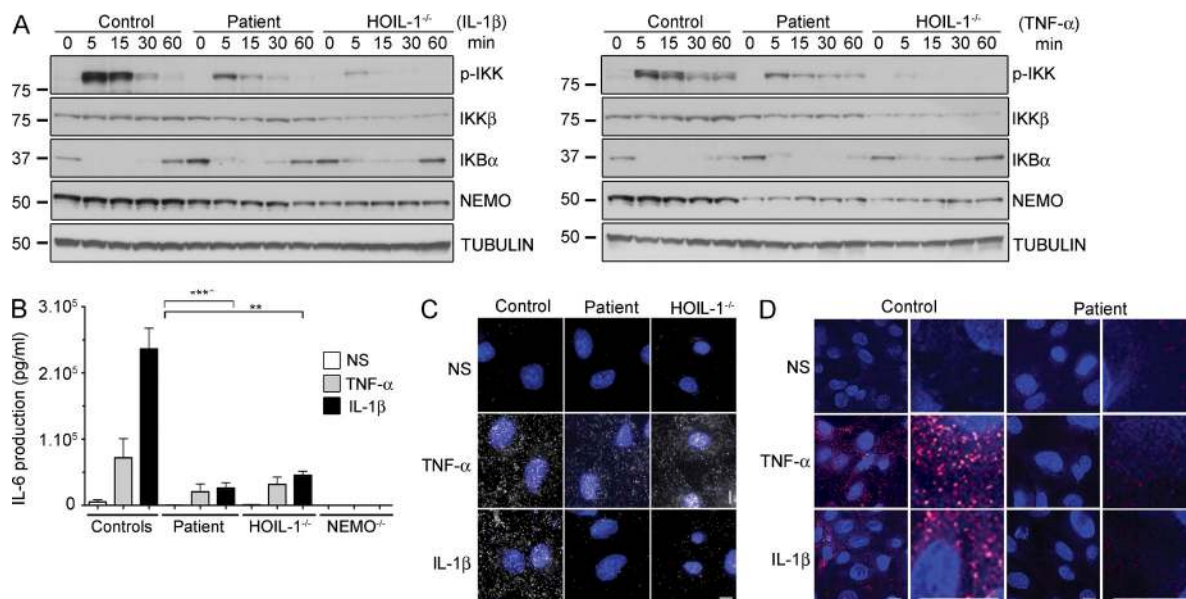 A
Control Patient HOIL-1-/- (IL-1β)
0 5 15 30 60 0 5 15 30 60 0 5 15 30 60 min
75 p-IKK
75 IKKβ
37 IKBα
50 NEMO
50 TUBULIN
Control Patient HOIL-1-/- (TNF-α)
0 5 15 30 60 0 5 15 30 60 0 5 15 30 60 min
75 p-IKK
75 IKKβ
37 IKBα
50 NEMO
50 TUBULIN
B
IL-6 production (pg/ml)
3.10⁵
2.10⁵
1.10⁵
0
**
NS
TNF-α
IL-1β
Controls Patient HOIL-1-/- NEMO-/-
C
Control Patient HOIL-1-/-
NS
TNF-α
IL-1β
D
Control Patient
NS
TNF-α
IL-1β